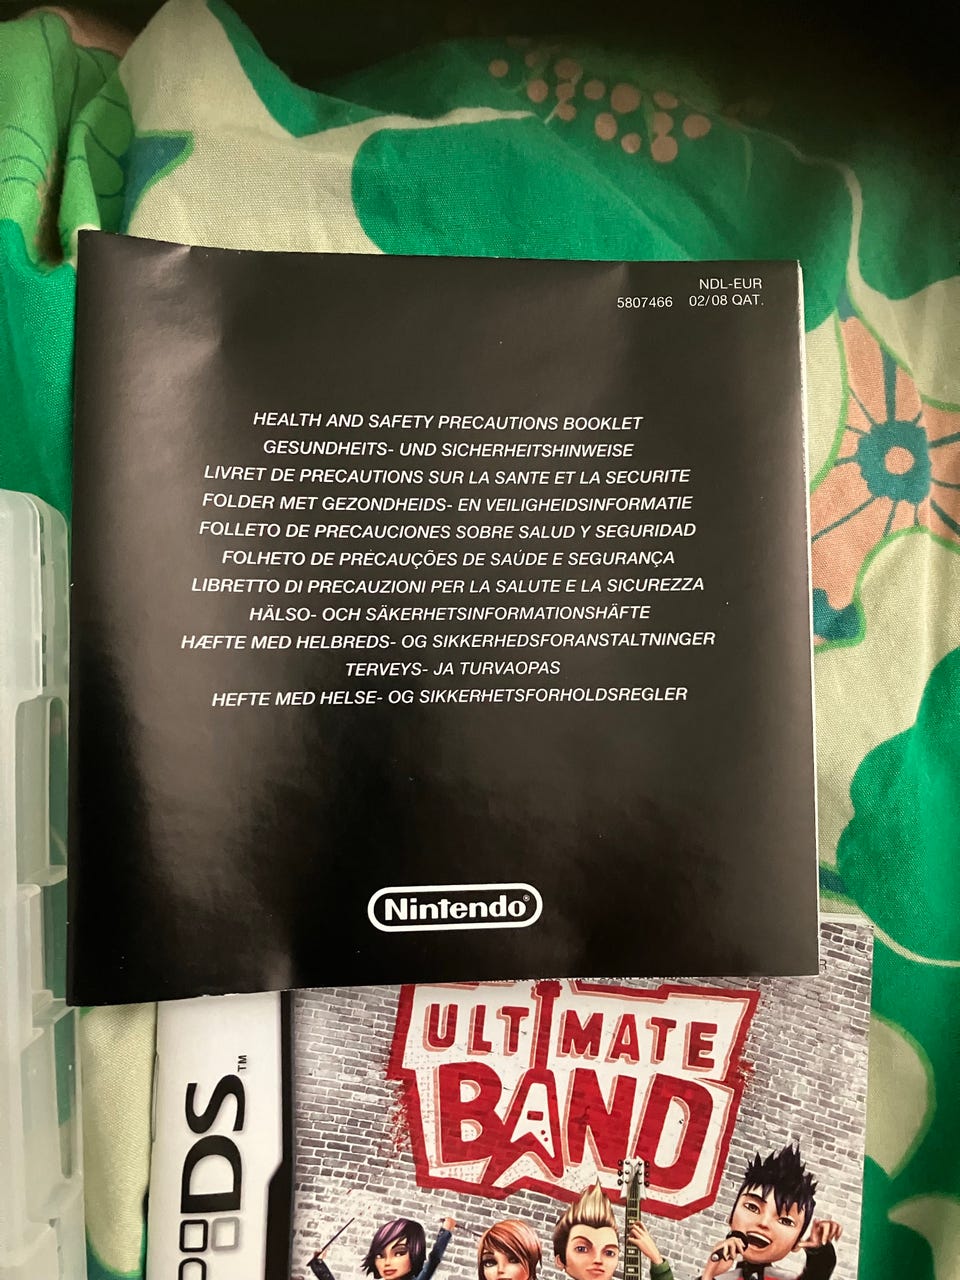 NDL-EUR
5807466 02/08 QAT.
HEALTH AND SAFETY PRECAUTIONS BOOKLET
GESUNDHEITS- UND SICHERHEITSHINWEISE
LIVRET DE PRECAUTIONS SUR LA SANTE ET LA SECURITE
FOLDER MET GEZONDHEIDS- EN VEILIGHEIDSINFORMATIE
FOLLETO DE PRECAUCIONES SOBRE SALUD Y SEGURIDAD
FOLHETO DE PRECAUÇÕES DE SAÚDE E SEGURANÇA
LIBRETTO DI PRECAUZIONI PER LA SALUTE E LA SICUREZZA
HÄLSO- OCH SÄKERHETSINFORMATIONSHÄFTE
HÆFTE MED HELBREDS- OG SIKKERHEDSFORANSTALTNINGER
TERVEYS- JA TURVAOPAS
HEFTE MED HELSE- OG SIKKERHETSFORHOLDSREGLER
Nintendo®
ULTIMATE
BAND
DS™